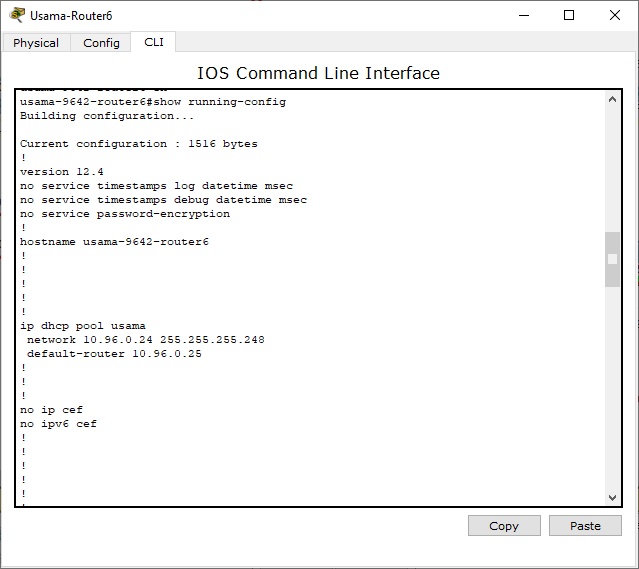 Usama-Router6
Physical Config CLI
IOS Command Line Interface
usama-9642-router6#show running-config
Building configuration...
Current configuration : 1516 bytes
!
version 12.4
no service timestamps log datetime msec
no service timestamps debug datetime msec
no service password-encryption
!
hostname usama-9642-router6
!
!
!
!
!
ip dhcp pool usama
network 10.96.0.24 255.255.255.248
default-router 10.96.0.25
!
!
!
no ip cef
no ipv6 cef
!
!
!
!
!
Copy Paste